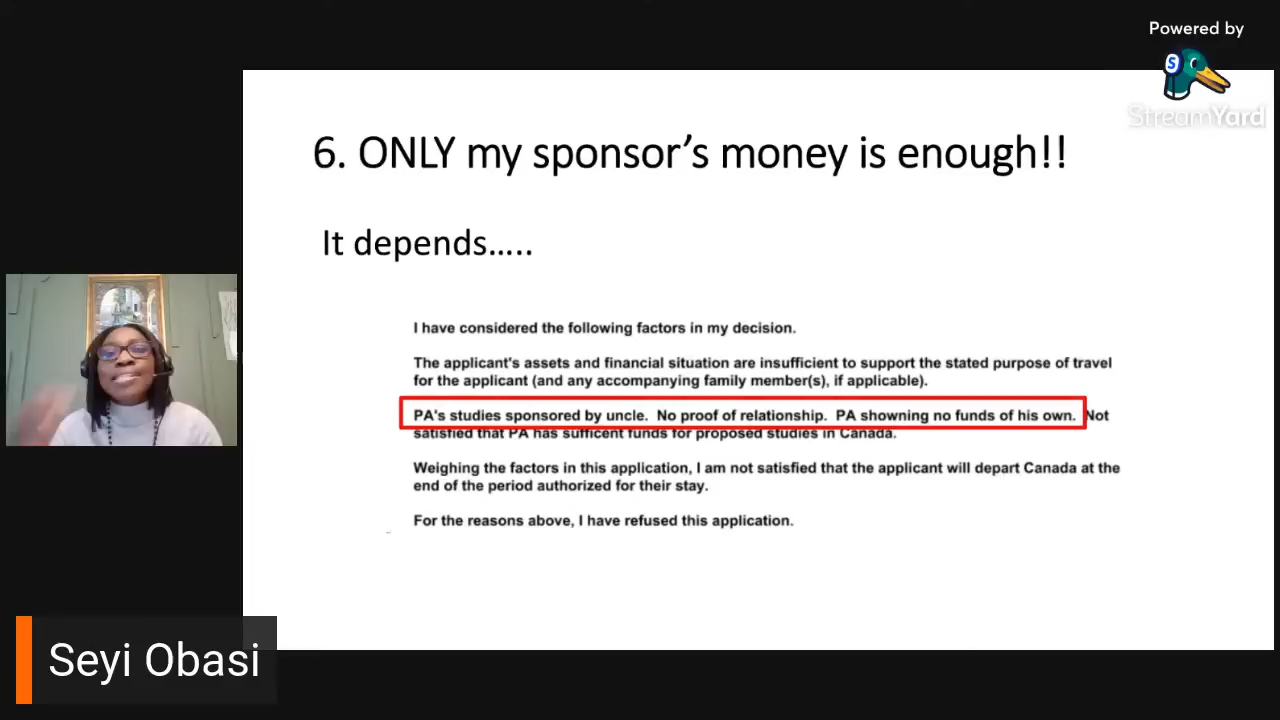 Powered by
StreamYard
6. ONLY my sponsor’s money is enough!!
It depends…..
I have considered the following factors in my decision.
The applicant's assets and financial situation are insufficient to support the stated purpose of travel
for the applicant (and any accompanying family member(s), if applicable).
PA's studies sponsored by uncle. No proof of relationship. PA showning no funds of his own. Not
satisfied that PA has sufficent funds for proposed studies in Canada.
Weighing the factors in this application, I am not satisfied that the applicant will depart Canada at the
end of the period authorized for their stay.
For the reasons above, I have refused this application.
Seyi Obasi